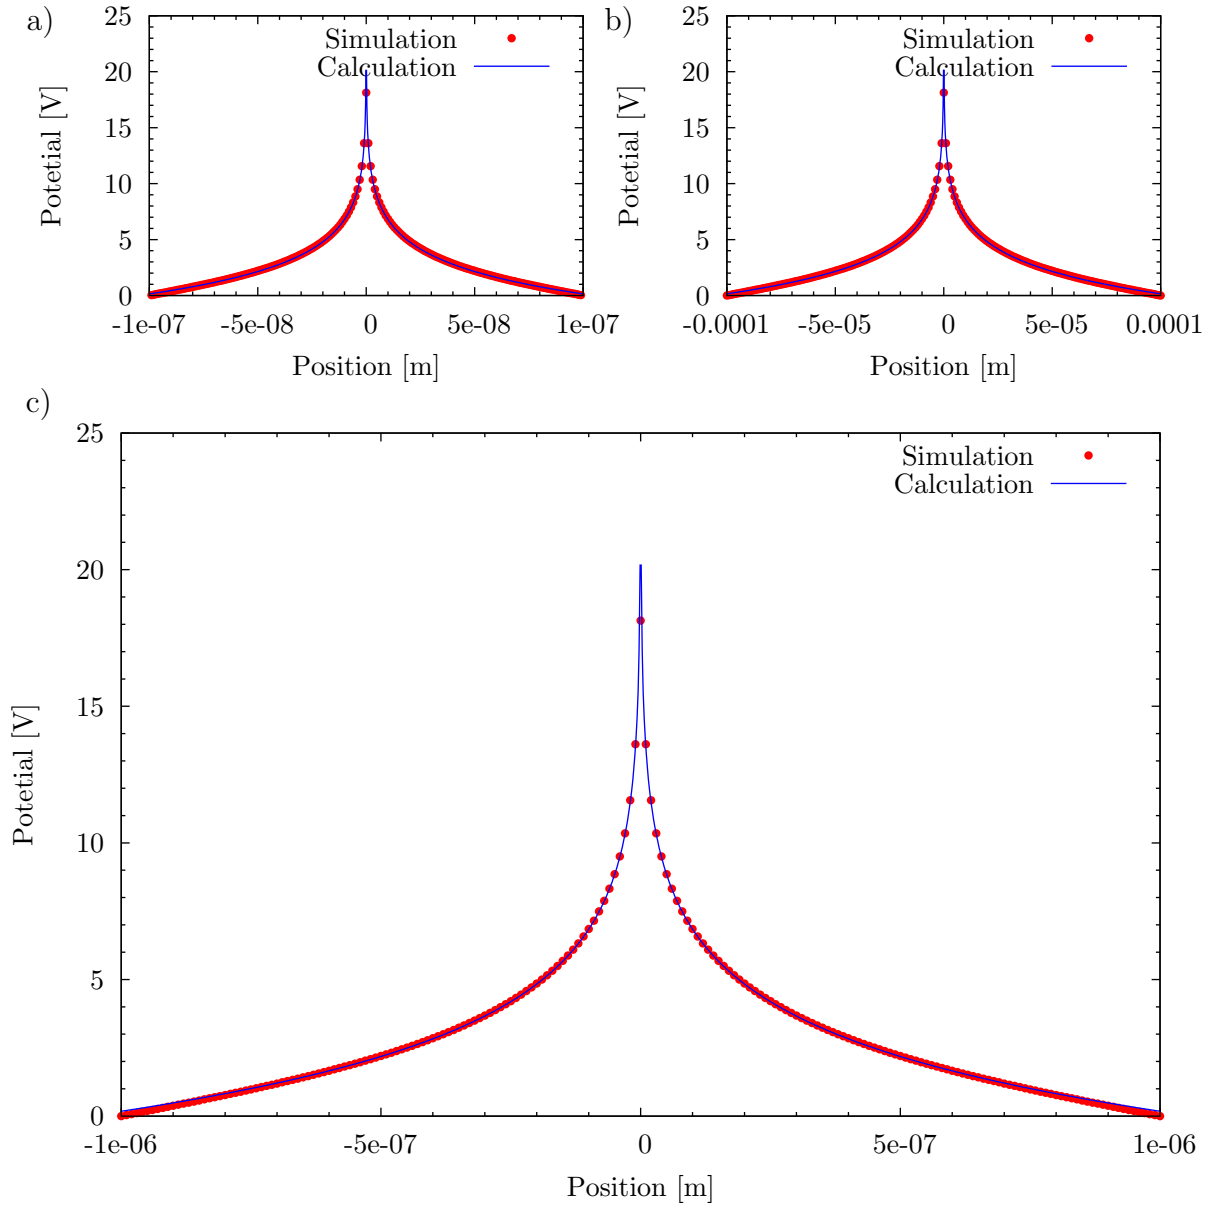 a)
25
20
15
10
5
0
Potetial [V]
Simulation
Calculation
-1e-07 -5e-08 0 5e-08 1e-07
Position [m]
b)
25
20
15
10
5
0
Potetial [V]
Simulation
Calculation
-0.0001 -5e-05 0 5e-05 0.0001
Position [m]
c)
25
20
15
10
5
0
Potetial [V]
Simulation
Calculation
-1e-06 -5e-07 0 5e-07 1e-06
Position [m]